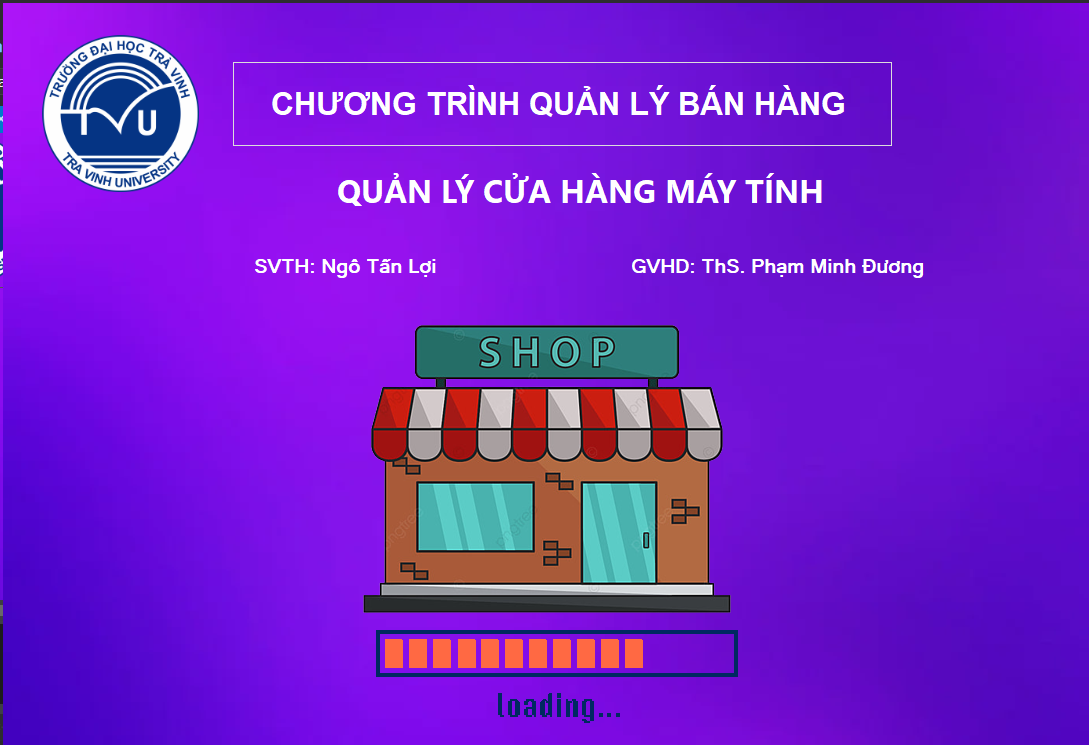 TRƯỜNG ĐẠI HỌC TRÀ VINH
TVU
TRA VINH UNIVERSITY
CHƯƠNG TRÌNH QUẢN LÝ BÁN HÀNG
QUẢN LÝ CỬA HÀNG MÁY TÍNH
SVTH: Ngô Tấn Lợi
GVHD: ThS. Phạm Minh Đương
SHOP
loading...